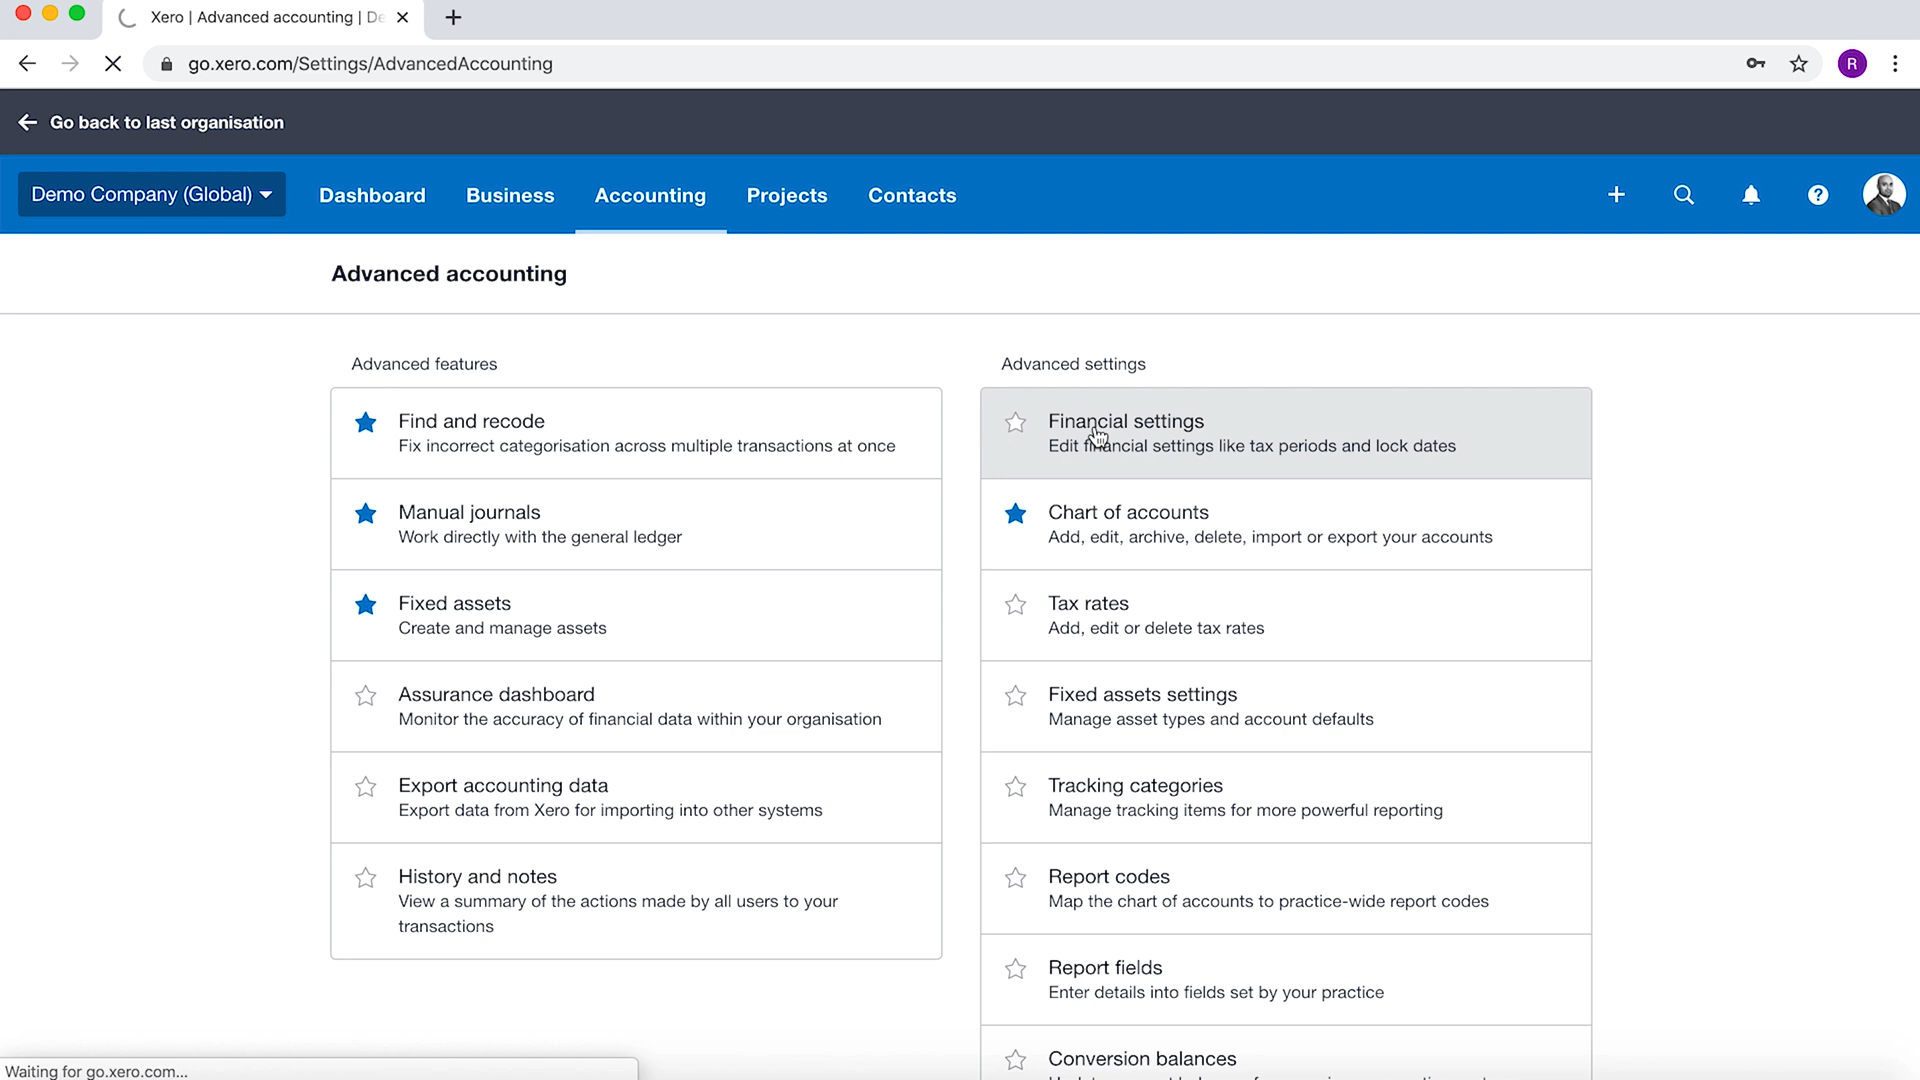 Xero | Advanced accounting | De
go.xero.com/Settings/AdvancedAccounting
R
Go back to last organisation
Demo Company (Global)
Dashboard
Business
Accounting
Projects
Contacts
Advanced accounting
Advanced features
Find and recode
Fix incorrect categorisation across multiple transactions at once
Manual journals
Work directly with the general ledger
Fixed assets
Create and manage assets
Assurance dashboard
Monitor the accuracy of financial data within your organisation
Export accounting data
Export data from Xero for importing into other systems
History and notes
View a summary of the actions made by all users to your
transactions
Advanced settings
Financial settings
Edit financial settings like tax periods and lock dates
Chart of accounts
Add, edit, archive, delete, import or export your accounts
Tax rates
Add, edit or delete tax rates
Fixed assets settings
Manage asset types and account defaults
Tracking categories
Manage tracking items for more powerful reporting
Report codes
Map the chart of accounts to practice-wide report codes
Report fields
Enter details into fields set by your practice
Conversion balances
Waiting for go.xero.com...